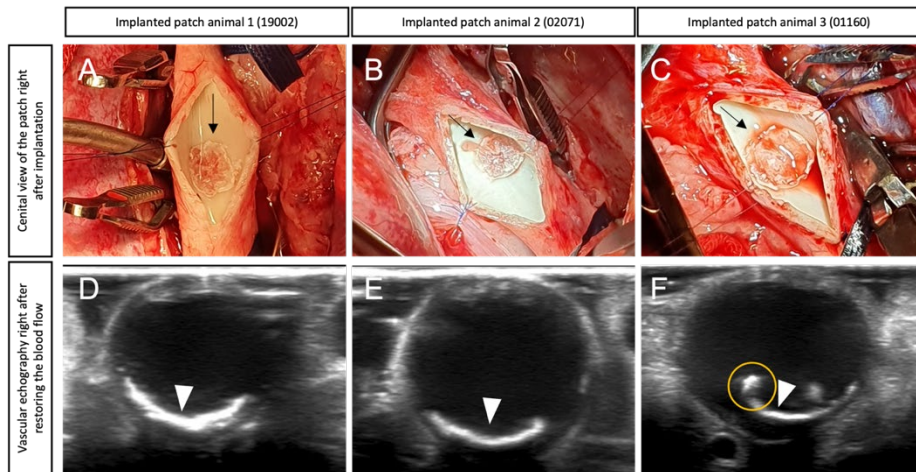 Implanted patch animal 1 (19002)
Implanted patch animal 2 (02071)
Implanted patch animal 3 (01160)
Cenital view of the patch right
after implantation
A
B
C
Vascular echography right after
restoring the blood flow
D
E
F